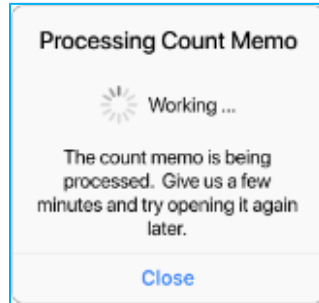 Processing Count Memo
Working ...
The count memo is being
processed. Give us a few
minutes and try opening it again
later.
Close